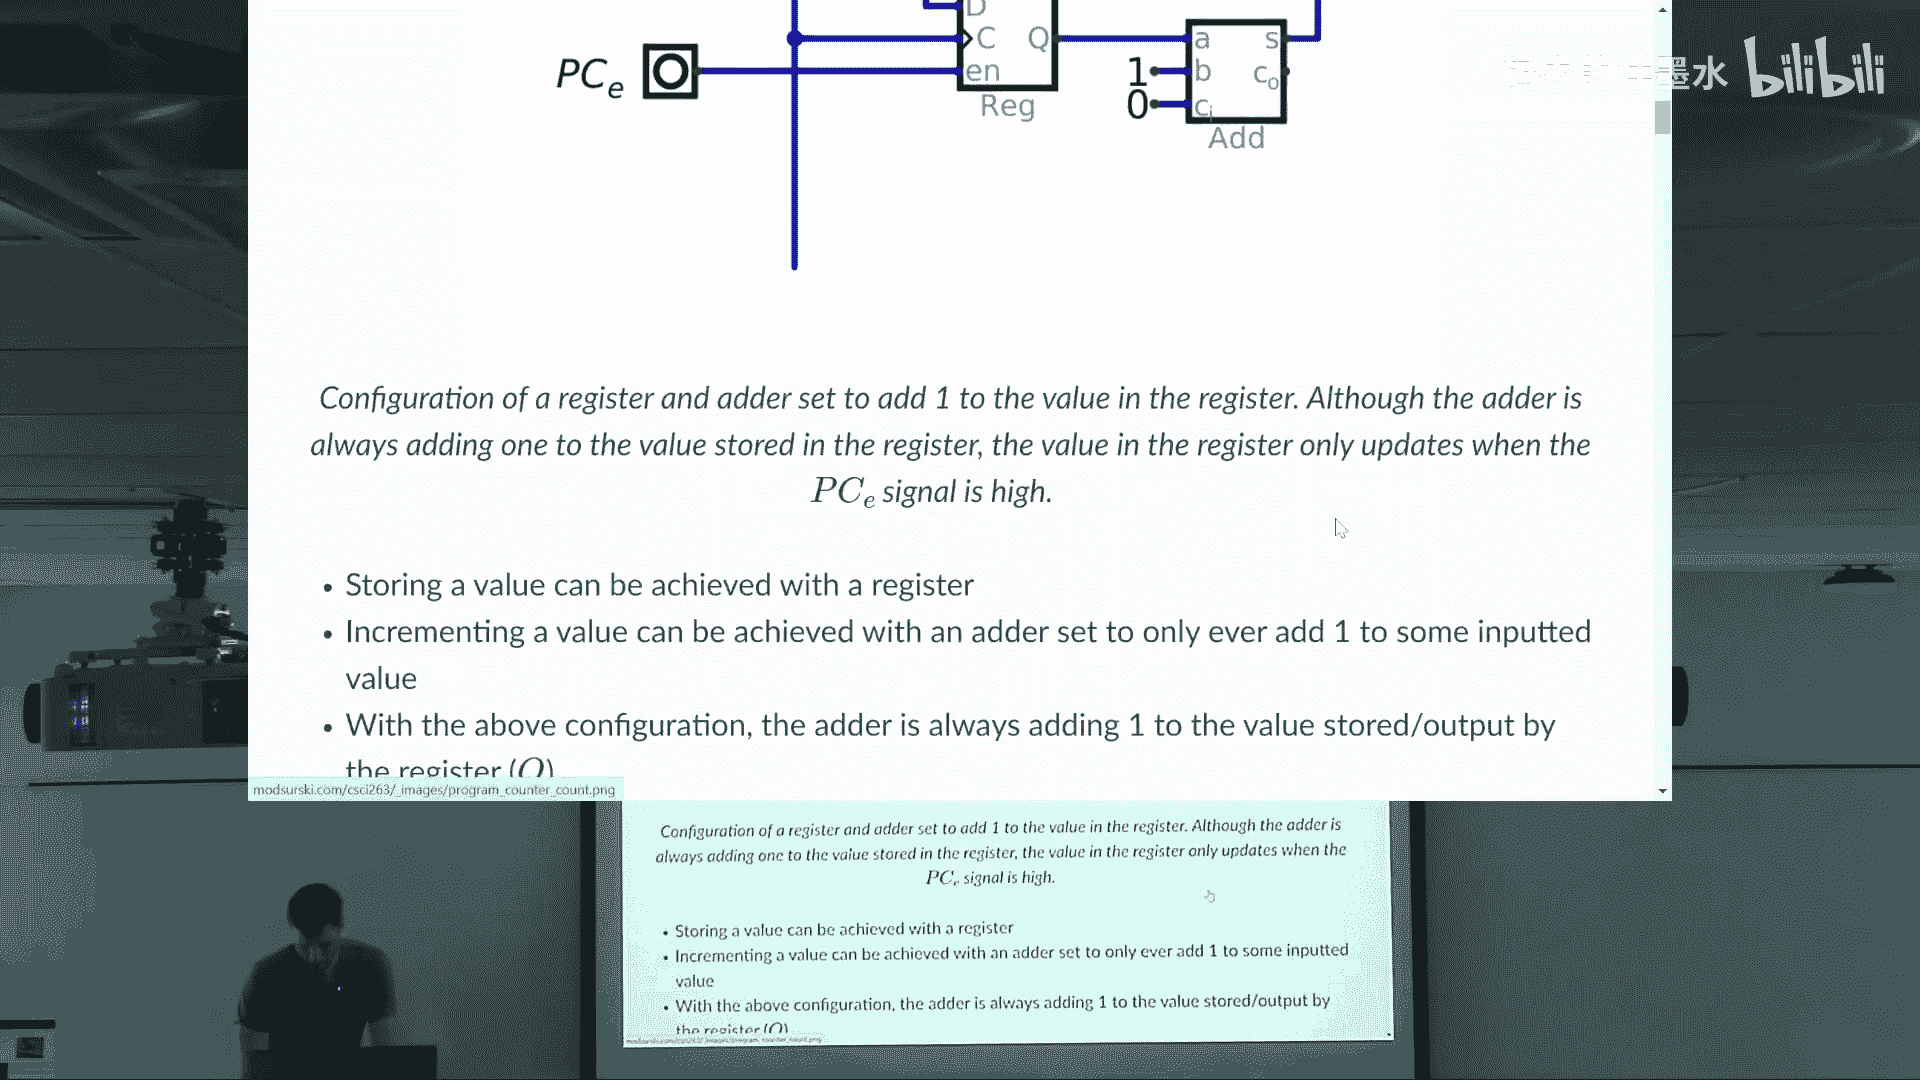 D
C Q
en
Reg
PCe
a s
1 b co
0 ci
Add
墨水 bilibili
Configuration of a register and adder set to add 1 to the value in the register. Although the adder is
always adding one to the value stored in the register, the value in the register only updates when the
PCe signal is high.
• Storing a value can be achieved with a register
• Incrementing a value can be achieved with an adder set to only ever add 1 to some inputted
value
• With the above configuration, the adder is always adding 1 to the value stored/output by
the register (Q)
modsurski.com/csci263/_images/program_counter_count.png
Configuration of a register and adder set to add 1 to the value in the register. Although the adder is
always adding one to the value stored in the register, the value in the register only updates when the
PCe signal is high.
• Storing a value can be achieved with a register
• Incrementing a value can be achieved with an adder set to only ever add 1 to some inputted
value
• With the above configuration, the adder is always adding 1 to the value stored/output by
the register (Q)
modsurski.com/csci263/_images/program_counter_count.png